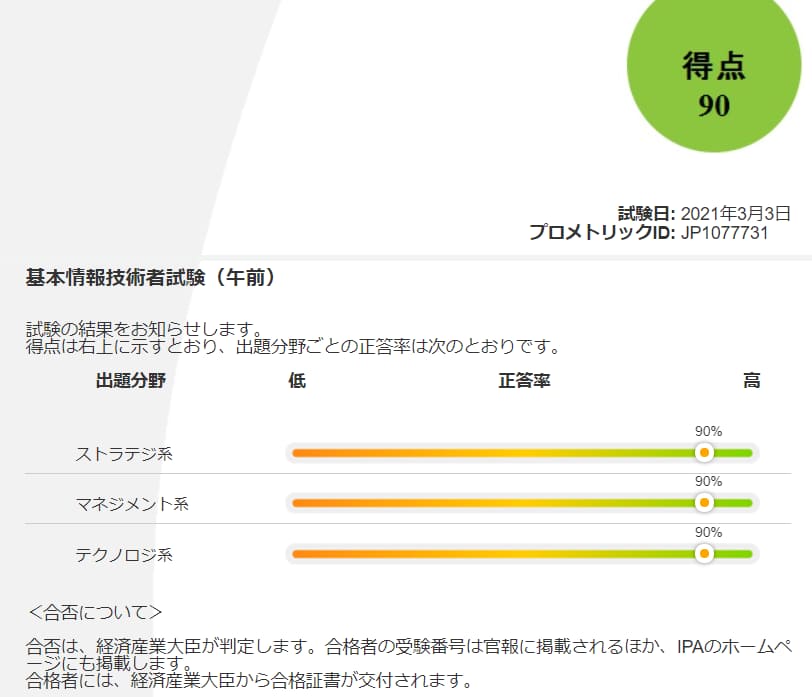 得点
90
試験日: 2021年3月3日
プロメトリックID: JP1077731
基本情報技術者試験（午前）
試験の結果をお知らせします。
得点は右上に示すとおり、出題分野ごとの正答率は次のとおりです。
出題分野 低 正答率 高
90%
ストラテジ系
90%
マネジメント系
90%
テクノロジ系
＜合否について＞
合否は、経済産業大臣が判定します。合格者の受験番号は官報に掲載されるほか、IPAのホームペ
ージにも掲載します。
合格者には、経済産業大臣から合格証書が交付されます。